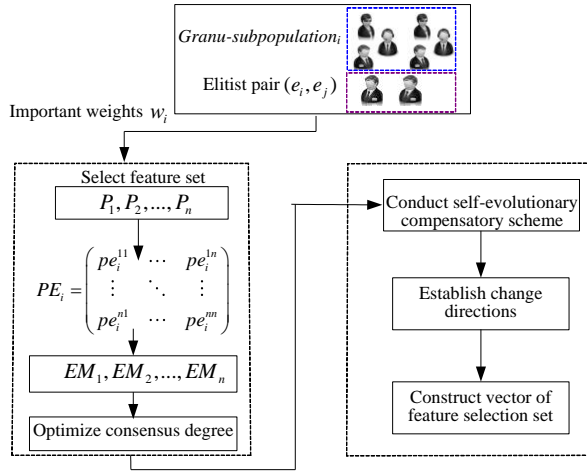 Granu-subpopulation_i
Elitist pair (e_i, e_j)
Important weights w_i
Select feature set
P_1, P_2, ..., P_n
PE_i = ( pe_i^{11} ⋯ pe_i^{1n}
⋮ ⋱ ⋮
pe_i^{n1} ⋯ pe_i^{nn} )
EM_1, EM_2, ..., EM_n
Optimize consensus degree
Conduct self-evolutionary
compensatory scheme
Establish change
directions
Construct vector of
feature selection set